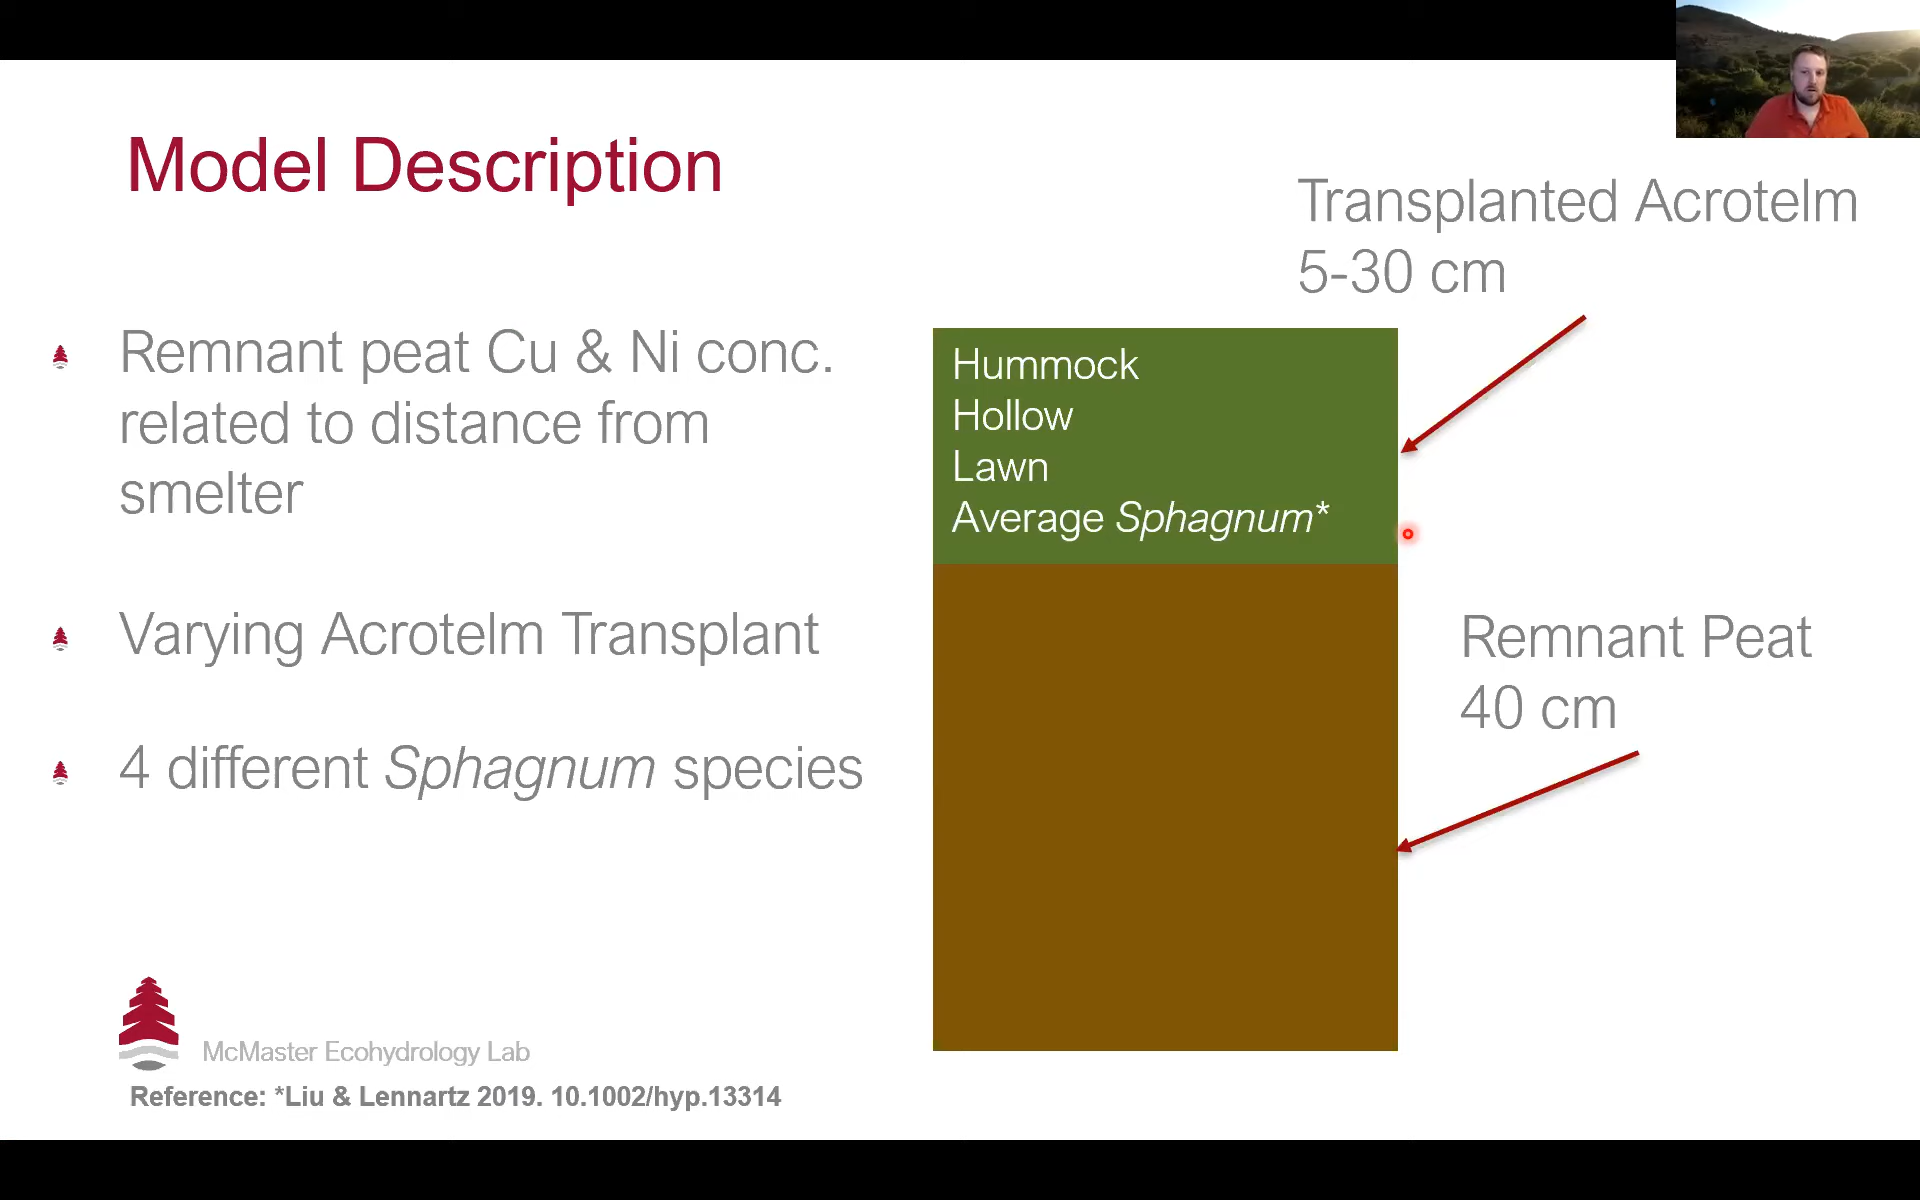 Model Description
Transplanted Acrotelm
5-30 cm
Remnant peat Cu & Ni conc.
related to distance from
smelter
Varying Acrotelm Transplant
4 different Sphagnum species
Hummock
Hollow
Lawn
Average Sphagnum*
Remnant Peat
40 cm
McMaster Ecohydrology Lab
Reference: *Liu & Lennartz 2019. 10.1002/hyp.13314